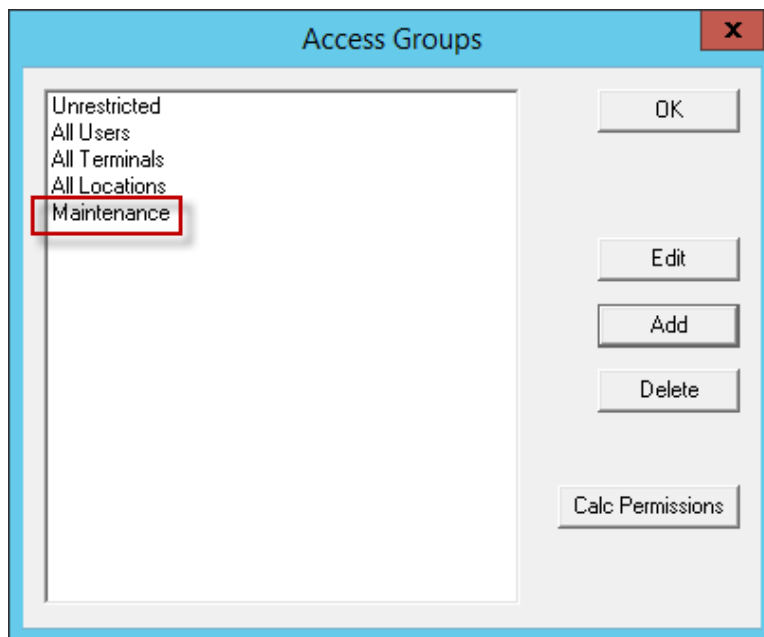 Access Groups
x
Unrestricted
All Users
All Terminals
All Locations
Maintenance
OK
Edit
Add
Delete
Calc Permissions